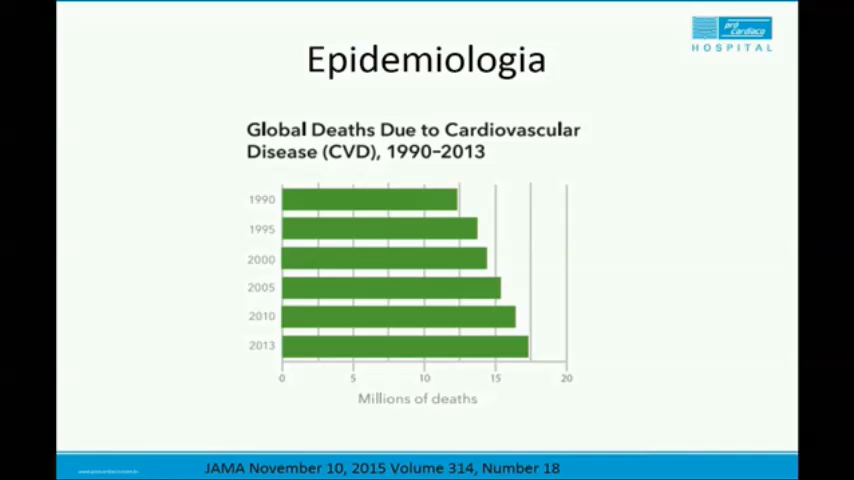 pró
cardíaco
HOSPITAL
Epidemiologia
Global Deaths Due to Cardiovascular
Disease (CVD), 1990–2013
1990
1995
2000
2005
2010
2013
0 5 10 15 20
Millions of deaths
JAMA November 10, 2015 Volume 314, Number 18